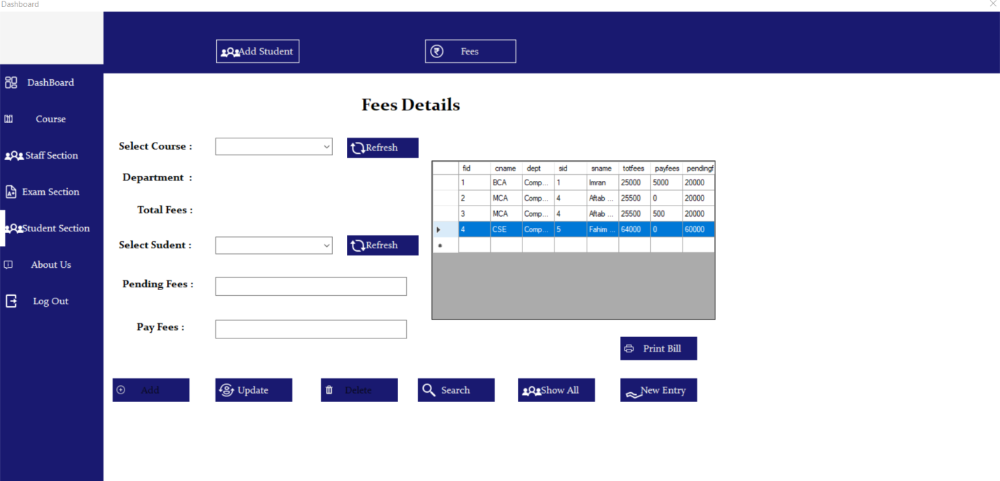 Dashboard
Add Student
Fees
DashBoard
Course
Staff Section
Exam Section
Student Section
About Us
Log Out
Fees Details
Select Course :
Refresh
Department :
Total Fees :
Select Sudent :
Refresh
Pending Fees :
Pay Fees :
fid cname dept sid sname totfees payfees pendingf
1 BCA Comp... 1 Imran 25000 5000 20000
2 MCA Comp... 4 Aftab ... 25500 0 20000
3 MCA Comp... 4 Aftab ... 25500 500 20000
4 CSE Comp... 5 Fahim ... 64000 0 60000
Print Bill
Add
Update
Delete
Search
Show All
New Entry